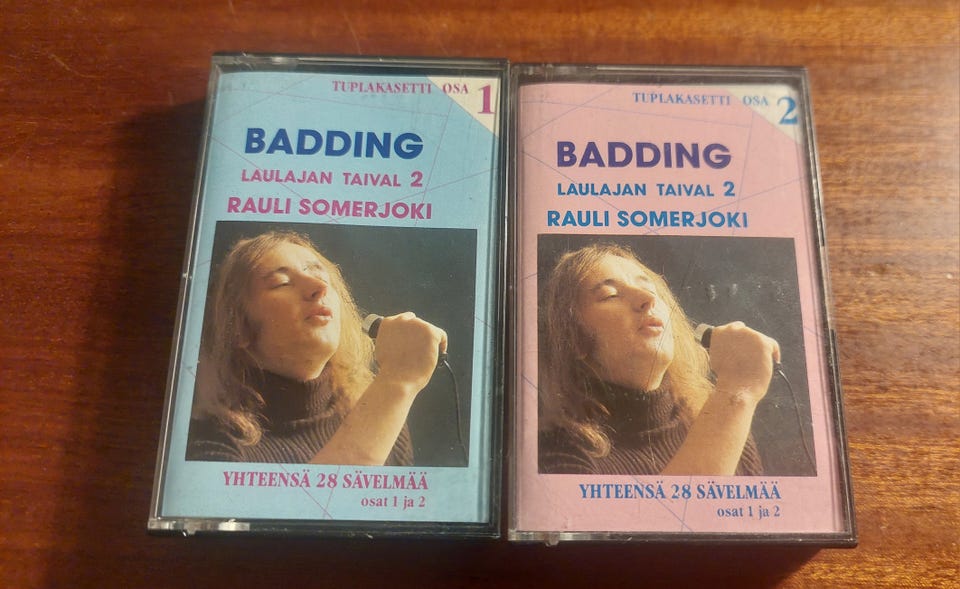 TUPLAKASETTI OSA 1
BADDING
LAULAJAN TAIVAL 2
RAULI SOMERJOKI
YHTEENSÄ 28 SÄVELMÄÄ
osat 1 ja 2
TUPLAKASETTI OSA 2
BADDING
LAULAJAN TAIVAL 2
RAULI SOMERJOKI
YHTEENSÄ 28 SÄVELMÄÄ
osat 1 ja 2